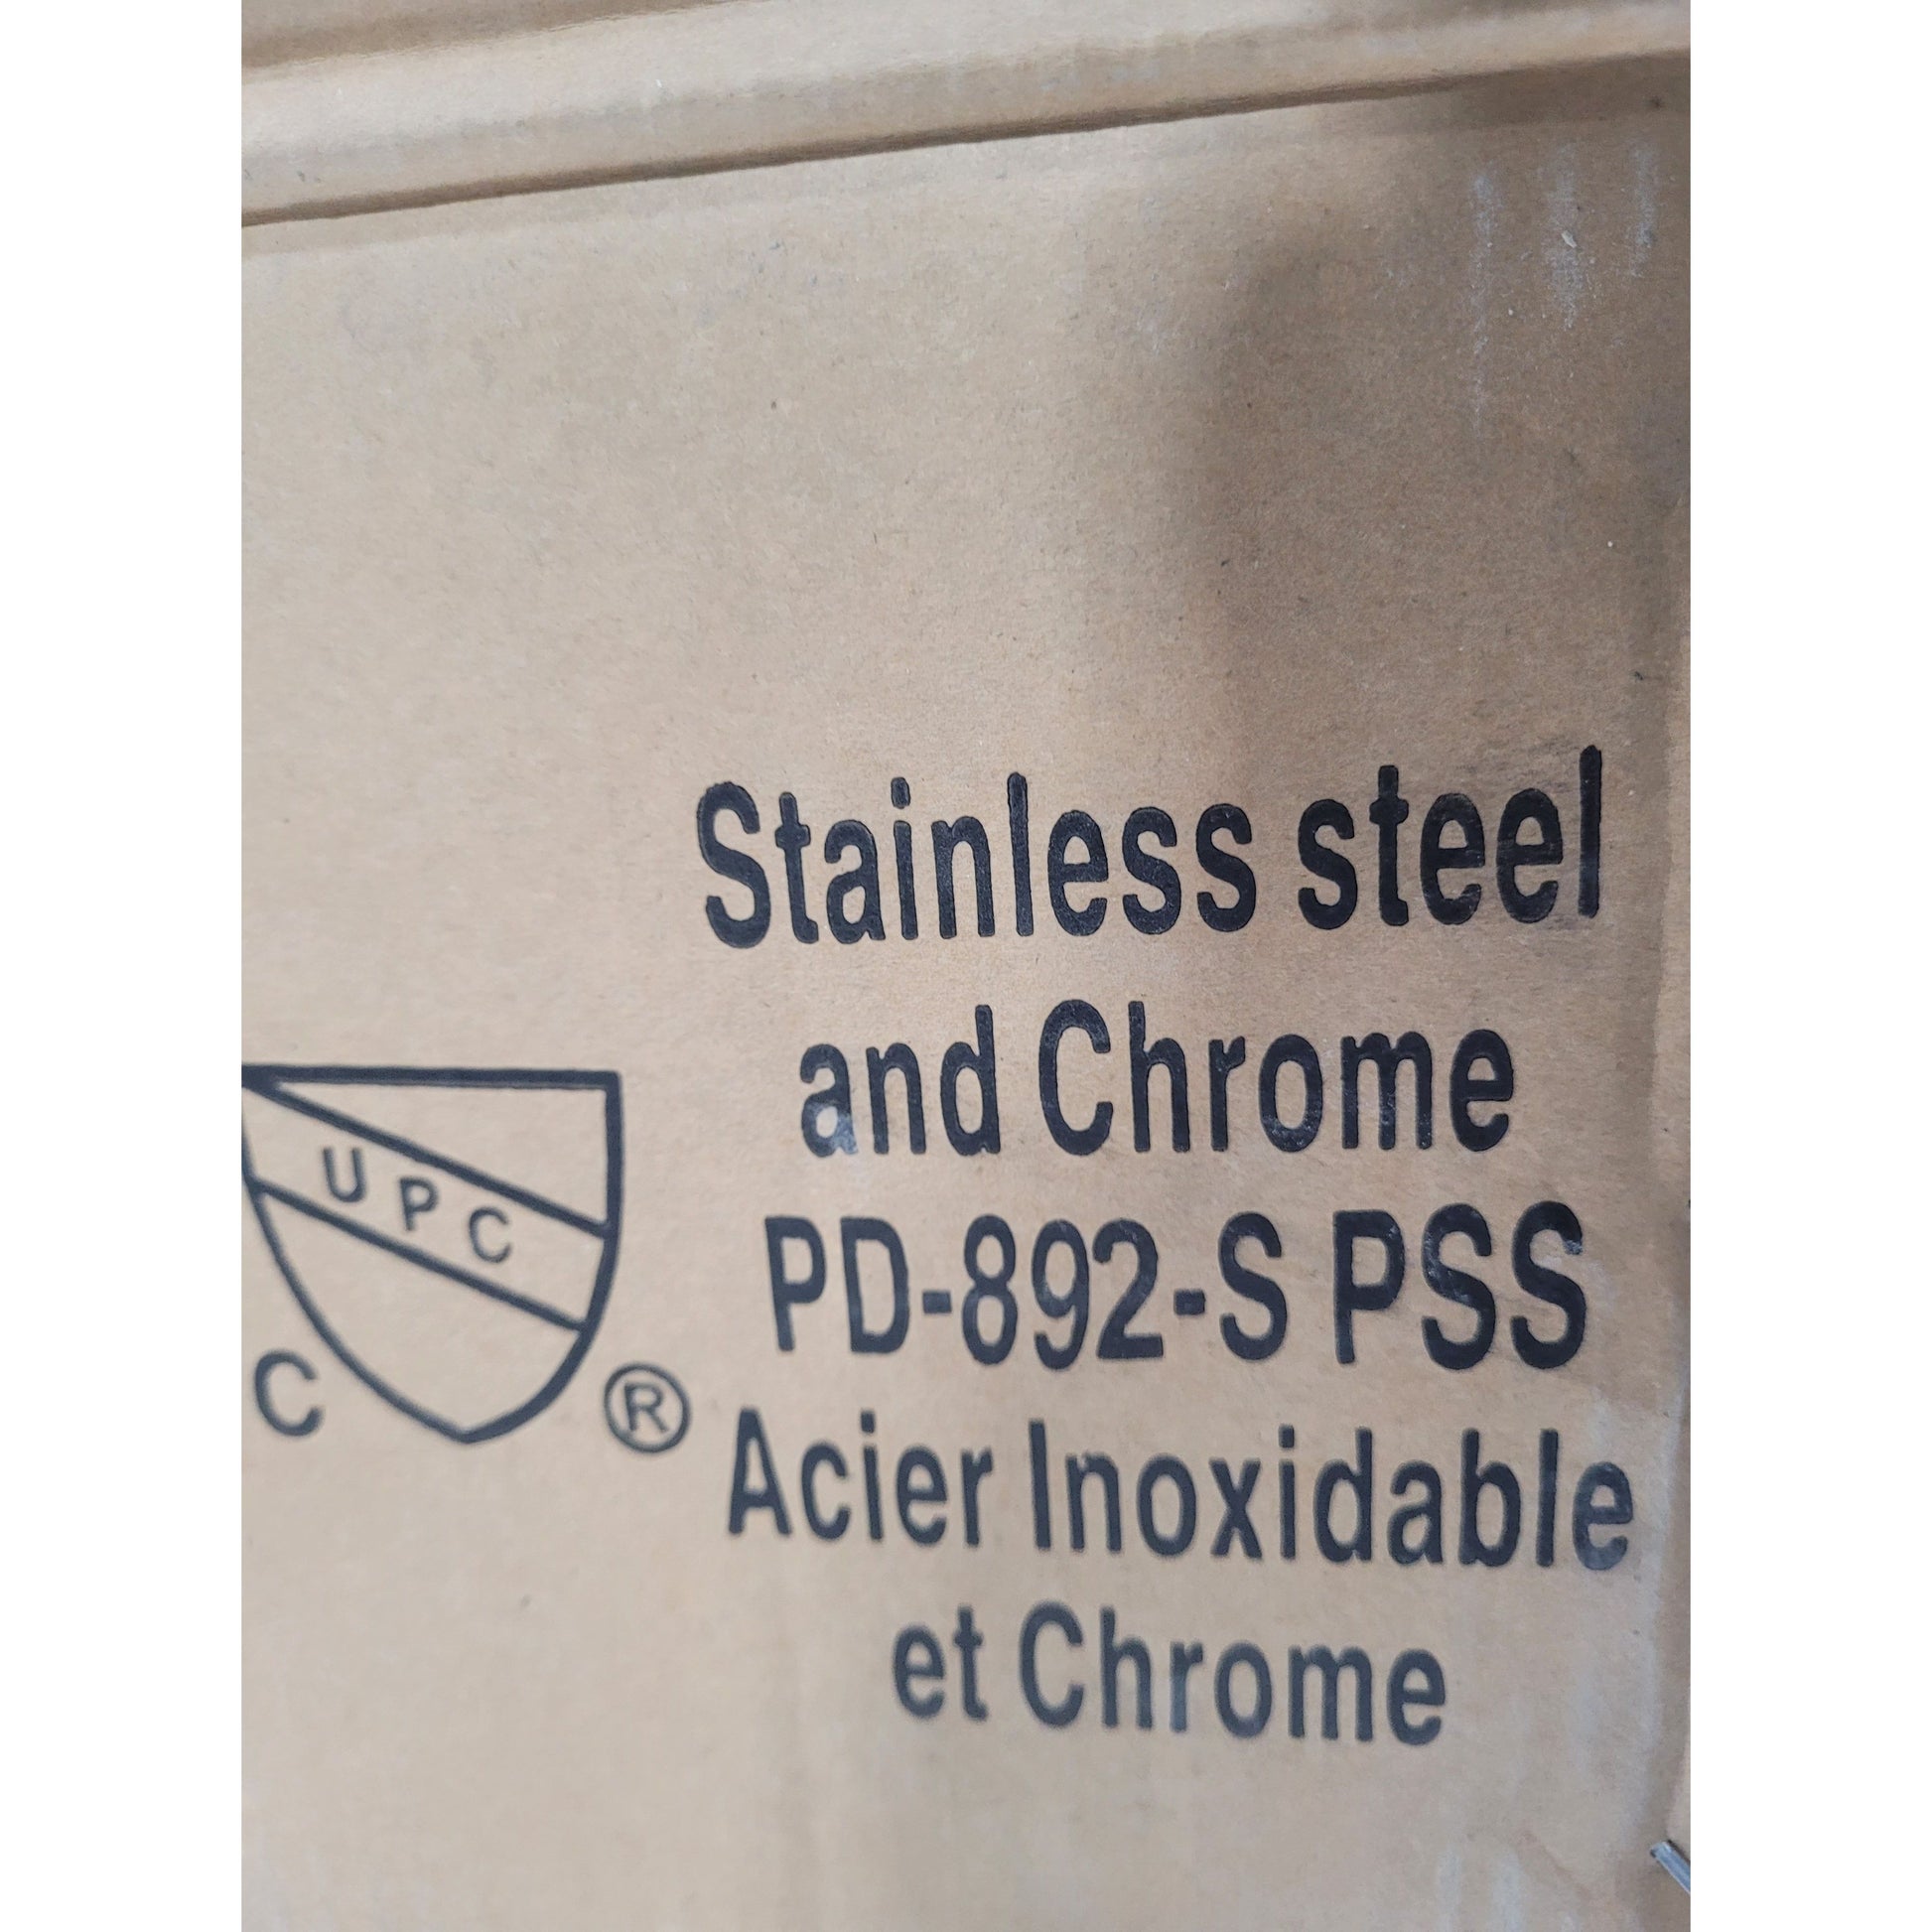 Stainless steel
and Chrome
PD-892-S PSS
Acier Inoxidable
et Chrome
UPC
C ®